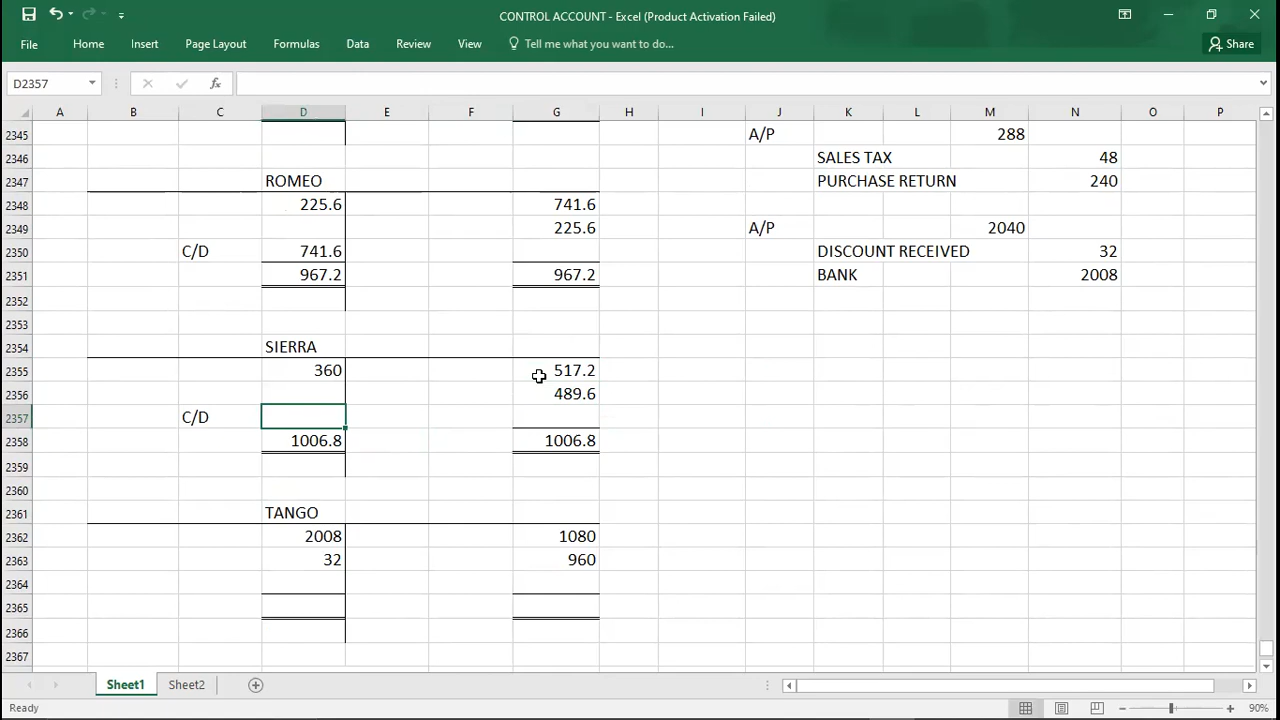 CONTROL ACCOUNT - Excel (Product Activation Failed)
File Home Insert Page Layout Formulas Data Review View Tell me what you want to do... Share
D2357 fx
A B C D E F G H I J K L M N O P
2345 A/P 288
2346 SALES TAX 48
2347 ROMEO PURCHASE RETURN 240
2348 225.6 741.6
2349 225.6 A/P 2040
2350 C/D 741.6 DISCOUNT RECEIVED 32
2351 967.2 967.2 BANK 2008
2352
2353
2354 SIERRA
2355 360 517.2
2356 489.6
2357 C/D
2358 1006.8 1006.8
2359
2360
2361 TANGO
2362 2008 1080
2363 32 960
2364
2365
2366
2367
Sheet1 Sheet2
Ready 90%